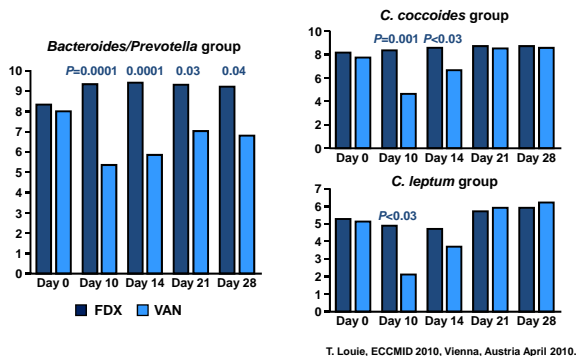 Bacteroides/Prevotella group
P=0.0001 0.0001 0.03 0.04
10
9
8
7
6
5
4
3
2
1
0
Day 0 Day 10 Day 14 Day 21 Day 28
FDX VAN
C. coccoides group
P=0.001 P<0.03
10
8
6
4
2
0
Day 0 Day 10 Day 14 Day 21 Day 28
C. leptum group
P<0.03
7
6
5
4
3
2
1
0
Day 0 Day 10 Day 14 Day 21 Day 28
T. Louie, ECCMID 2010, Vienna, Austria April 2010.